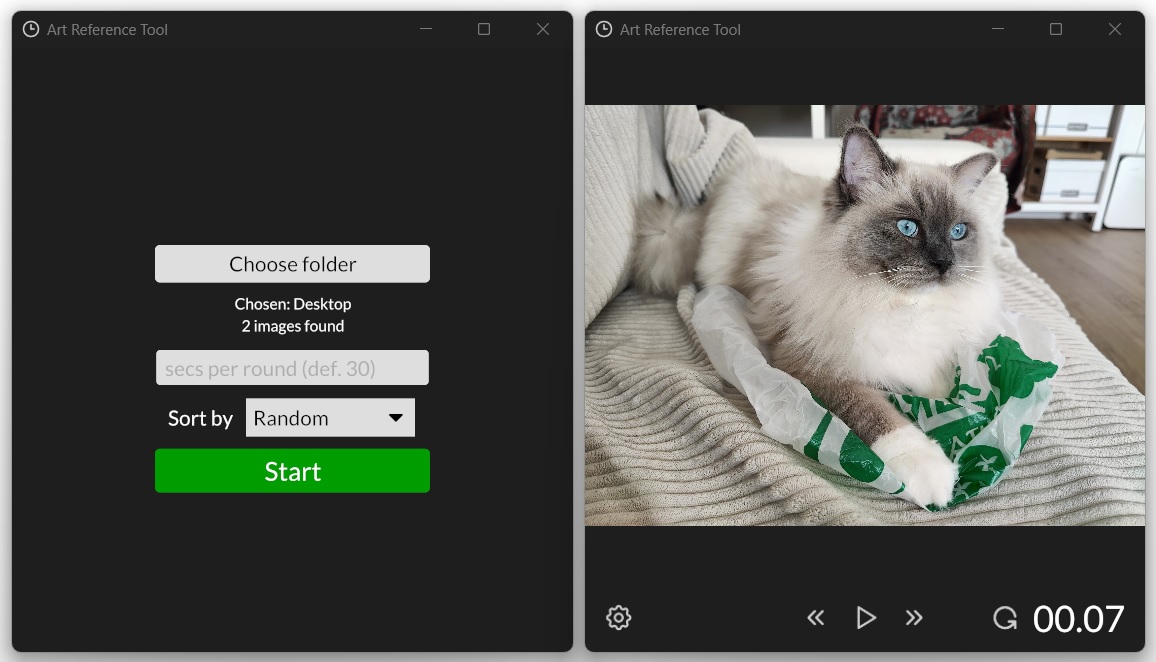 Art Reference Tool
Choose folder
Chosen: Desktop
2 images found
secs per round (def. 30)
Sort by Random
Start
Art Reference Tool
00.07